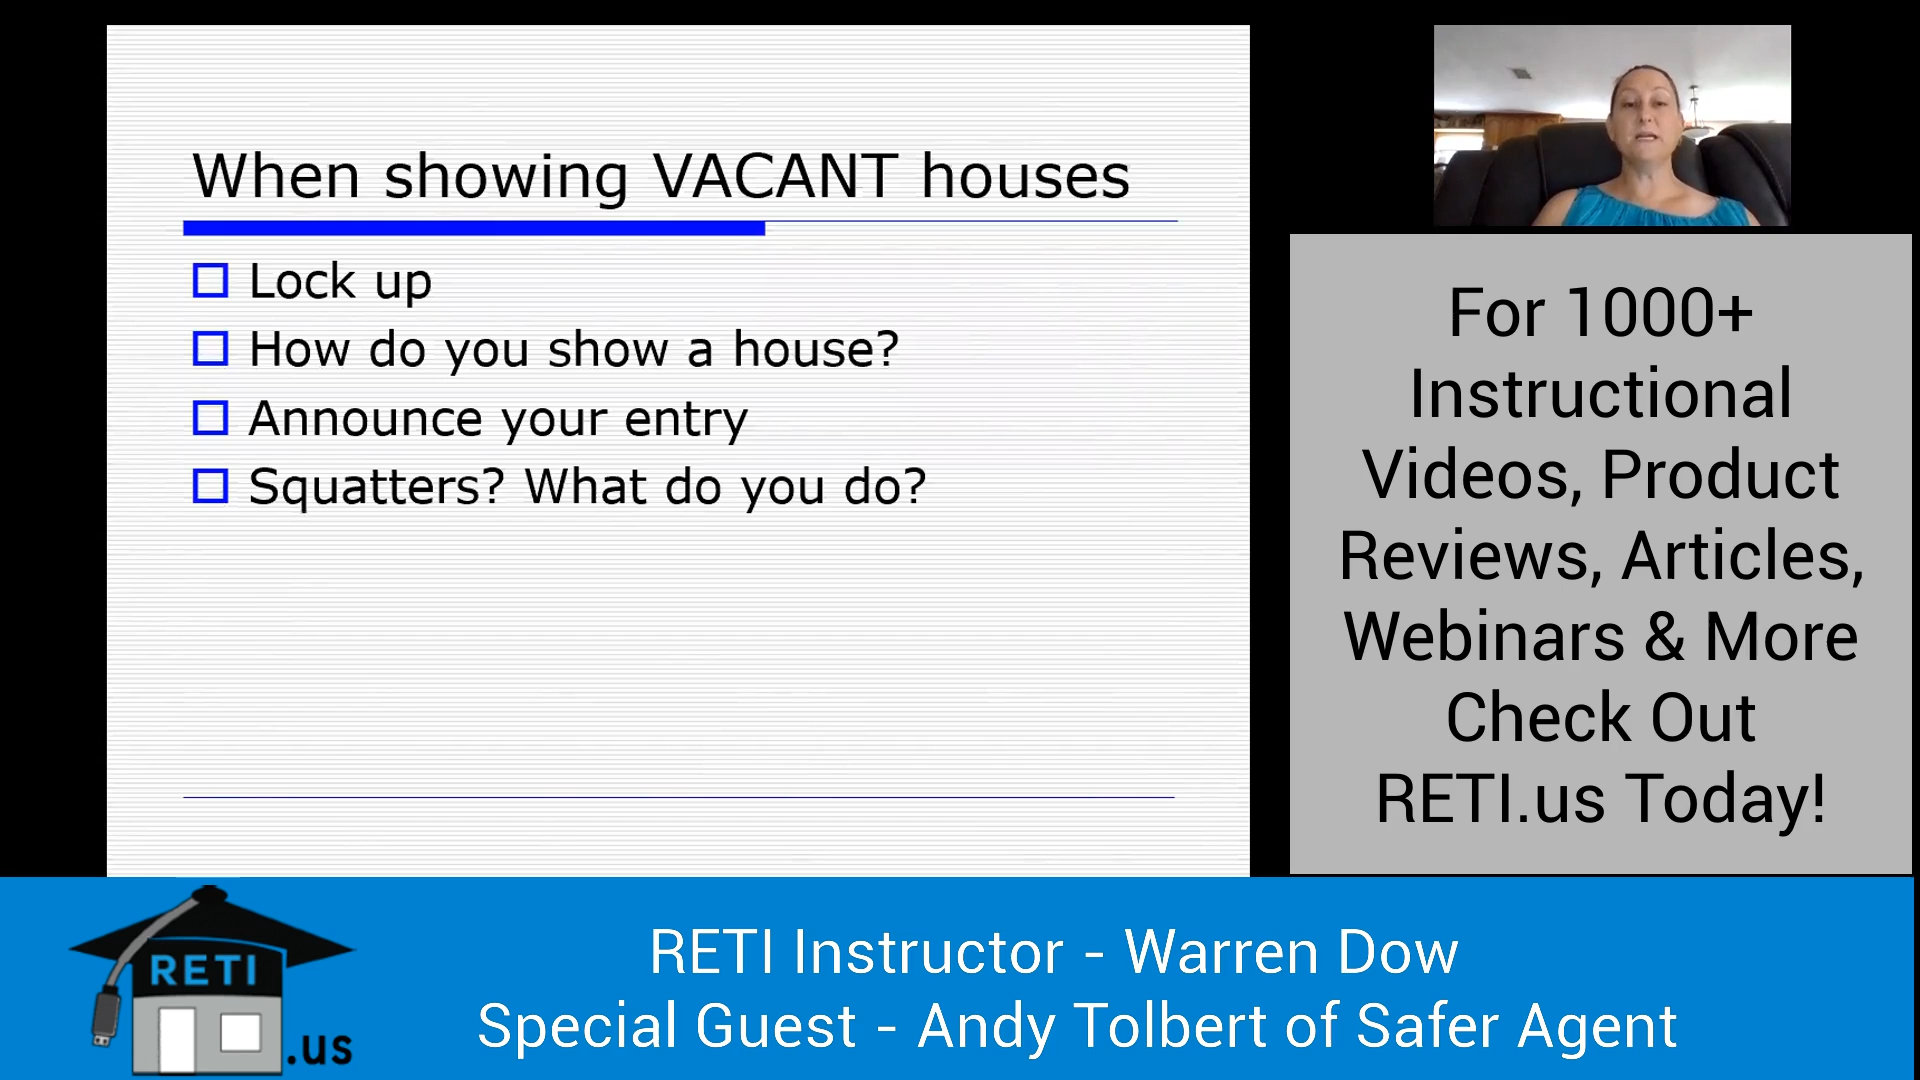 When showing VACANT houses
Lock up
How do you show a house?
Announce your entry
Squatters? What do you do?
For 1000+
Instructional
Videos, Product
Reviews, Articles,
Webinars & More
Check Out
RETI.us Today!
RETI
.us
RETI Instructor - Warren Dow
Special Guest - Andy Tolbert of Safer Agent